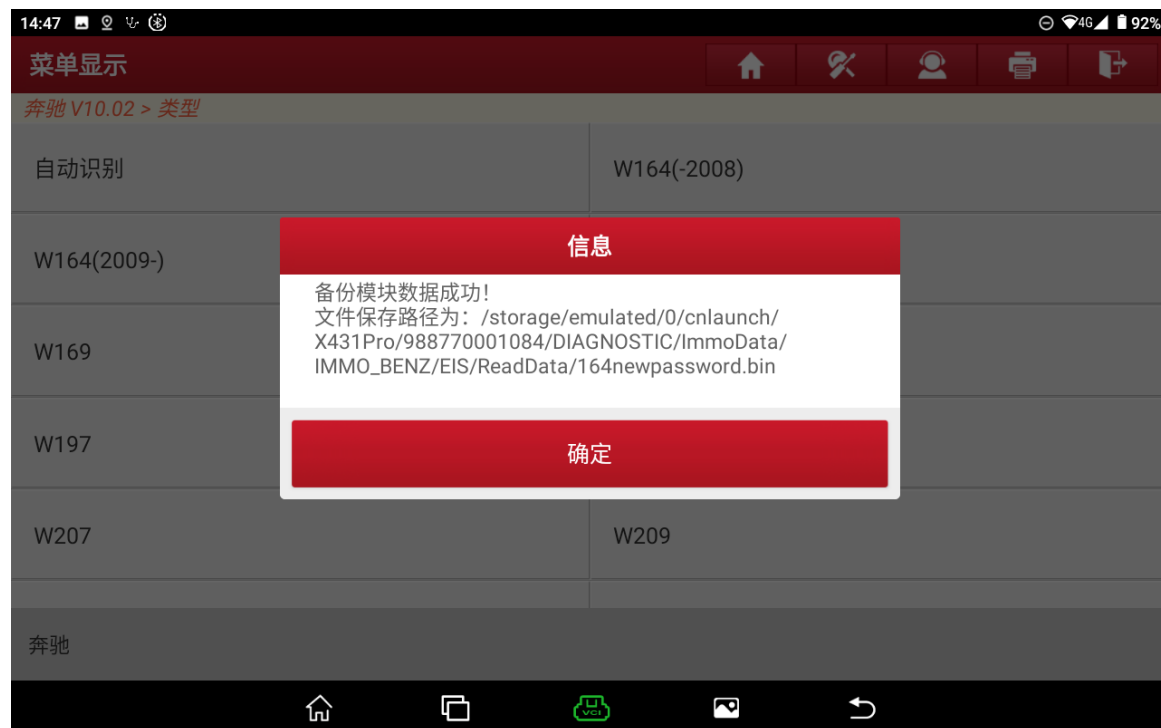 14:47 4G 92%
菜单显示
奔驰 V10.02 > 类型
自动识别 W164(-2008)
W164(2009-)
信息
备份模块数据成功！
文件保存路径为：/storage/emulated/0/cnlaunch/
X431Pro/988770001084/DIAGNOSTIC/ImmoData/
IMMO_BENZ/EIS/ReadData/164newpassword.bin
W169
W197
确定
W207 W209
奔驰
VCI